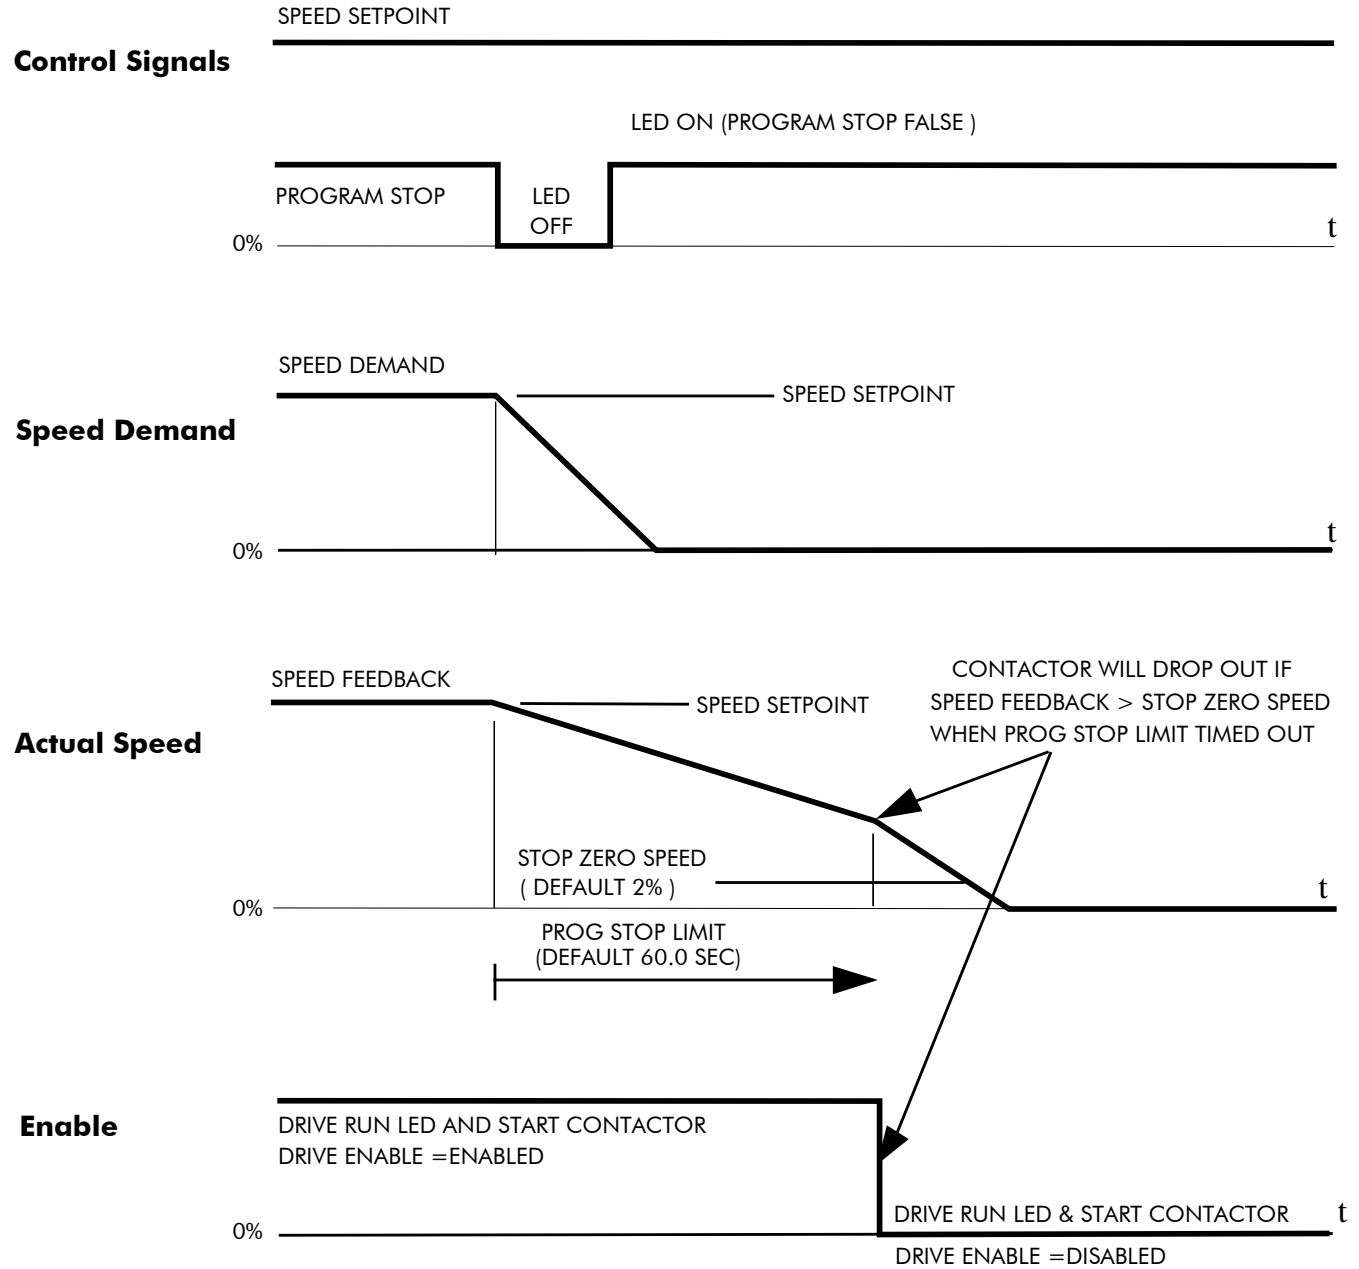 SPEED SETPOINT
Control Signals
LED ON (PROGRAM STOP FALSE )
PROGRAM STOP
LED
OFF
0%
t
SPEED DEMAND
SPEED SETPOINT
Speed Demand
0%
t
SPEED FEEDBACK
SPEED SETPOINT
CONTACTOR WILL DROP OUT IF
SPEED FEEDBACK > STOP ZERO SPEED
WHEN PROG STOP LIMIT TIMED OUT
Actual Speed
STOP ZERO SPEED
( DEFAULT 2% )
0%
t
PROG STOP LIMIT
(DEFAULT 60.0 SEC)
Enable
DRIVE RUN LED AND START CONTACTOR
DRIVE ENABLE =ENABLED
0%
DRIVE RUN LED & START CONTACTOR
t
DRIVE ENABLE =DISABLED